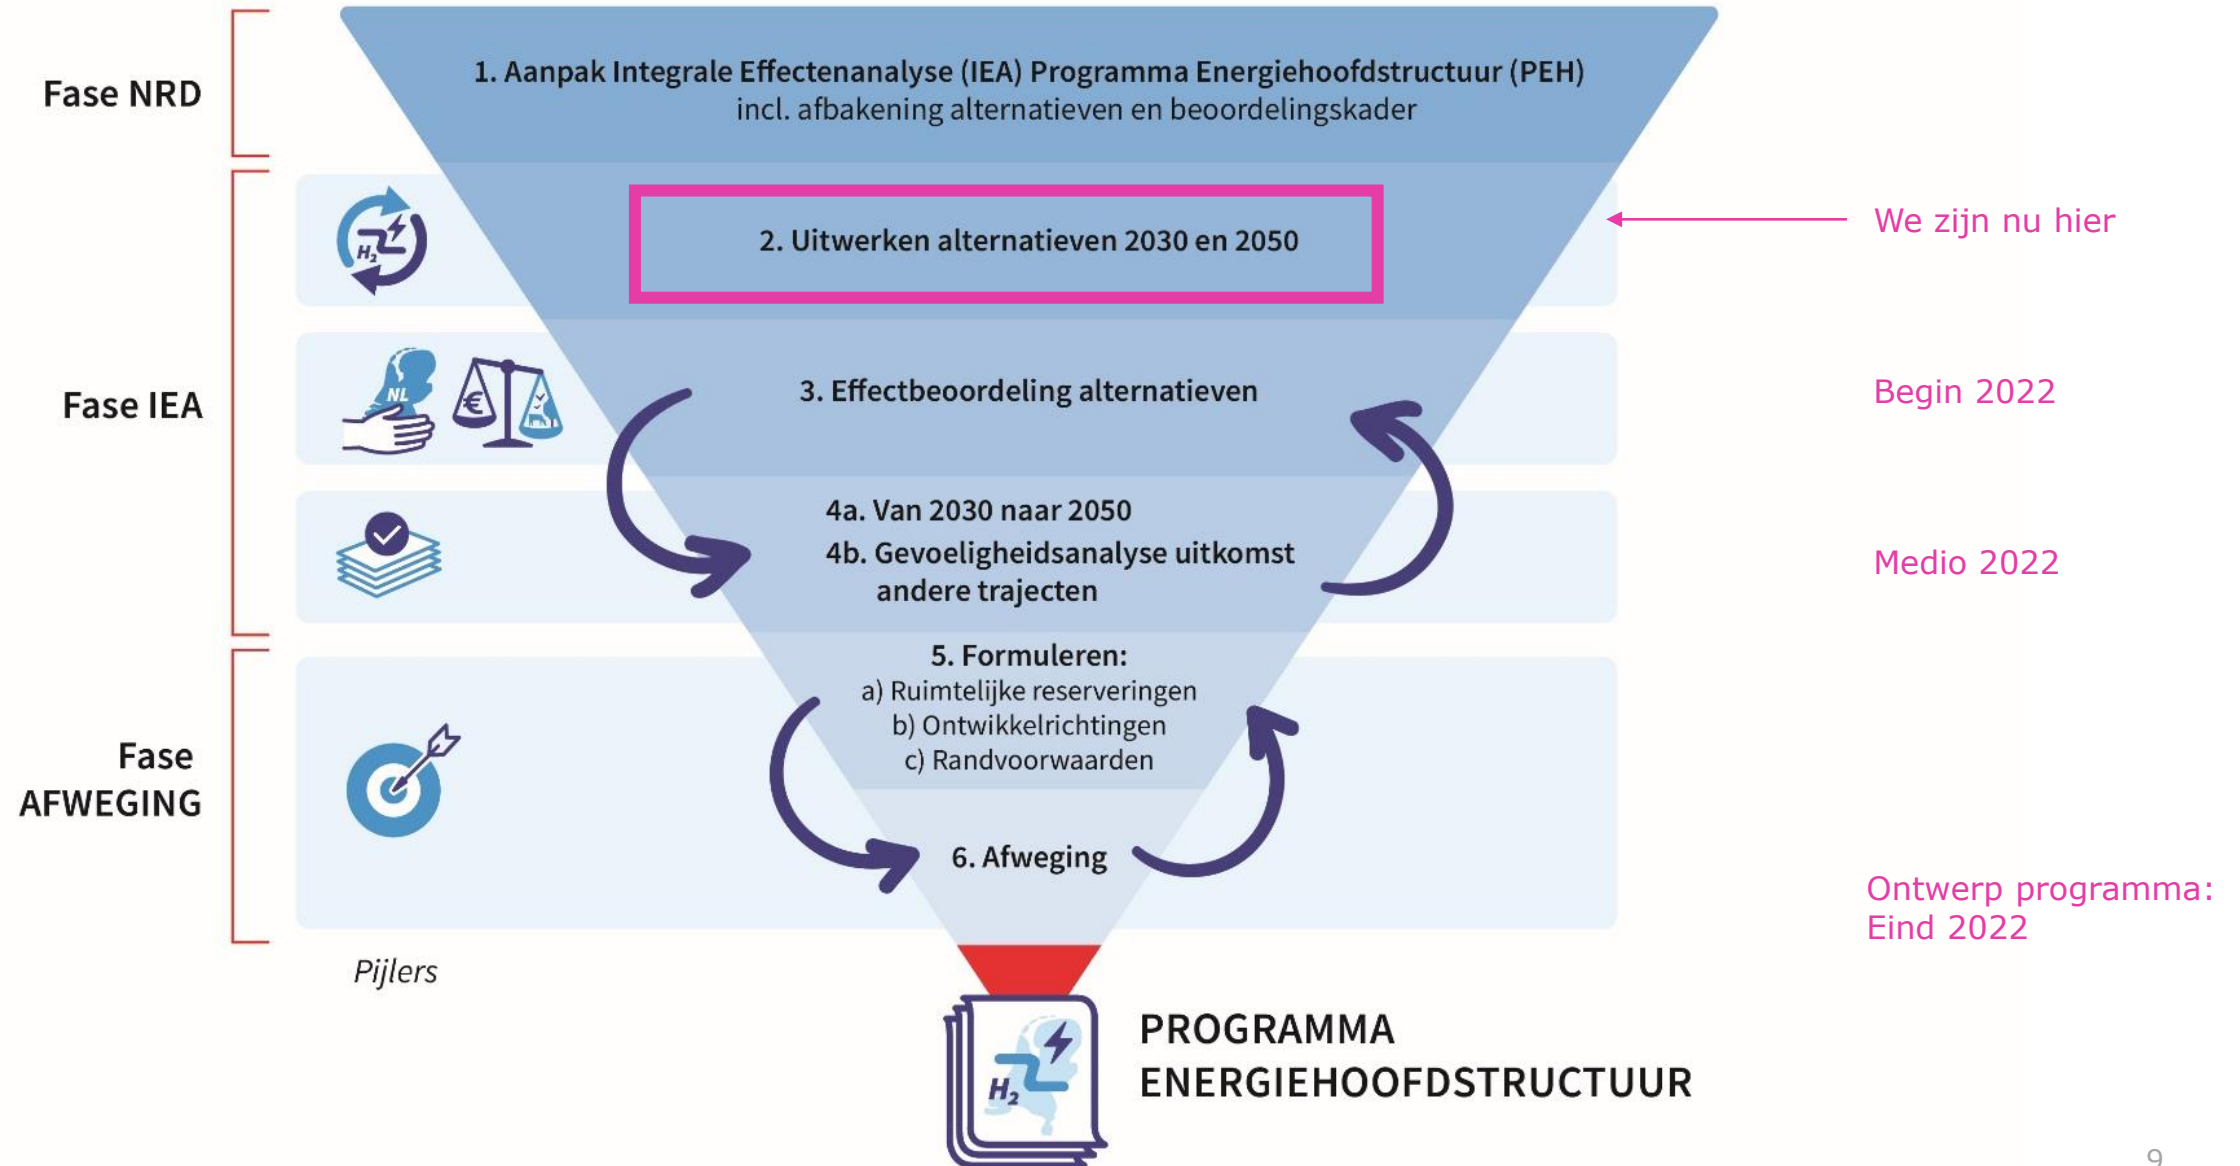 Fase NRD
1. Aanpak Integrale Effectenanalyse (IEA) Programma Energiehoofdstructuur (PEH)
incl. afbakening alternatieven en beoordelingskader
Fase IEA
H2
2. Uitwerken alternatieven 2030 en 2050
We zijn nu hier
NL
€
3. Effectbeoordeling alternatieven
Begin 2022
4a. Van 2030 naar 2050
4b. Gevoeligheidsanalyse uitkomst
andere trajecten
Medio 2022
Fase
AFWEGING
5. Formuleren:
a) Ruimtelijke reserveringen
b) Ontwikkelrichtingen
c) Randvoorwaarden
6. Afweging
Ontwerp programma:
Eind 2022
Pijlers
H2
PROGRAMMA
ENERGIEHOOFDSTRUCTUUR
9